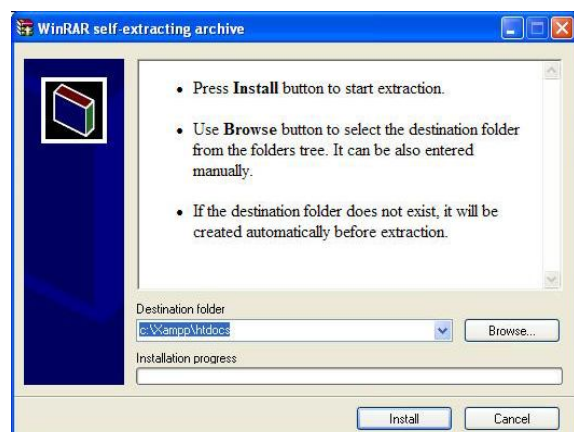 WinRAR self-extracting archive
• Press Install button to start extraction.
• Use Browse button to select the destination folder
from the folders tree. It can be also entered
manually.
• If the destination folder does not exist, it will be
created automatically before extraction.
Destination folder
c:\Xampp\htdocs
Browse...
Installation progress
Install
Cancel